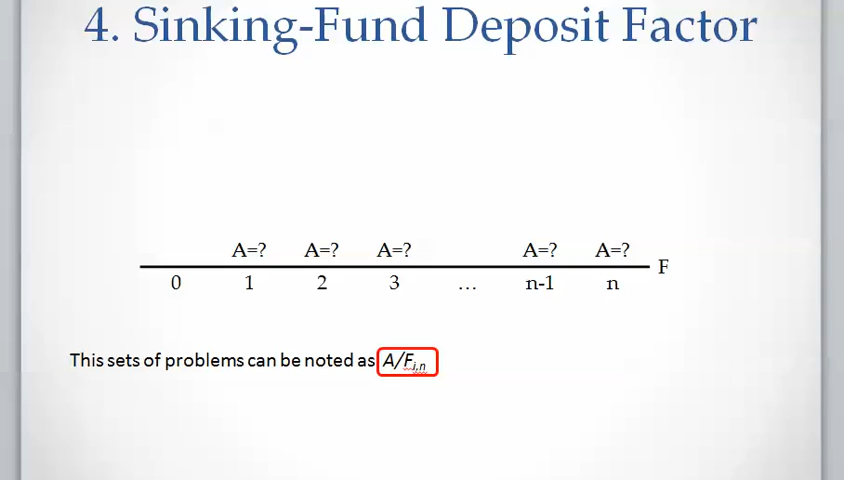 4. Sinking-Fund Deposit Factor
A=? A=? A=? A=? A=?
F
0 1 2 3 ... n-1 n
This sets of problems can be noted as A/Fi,n